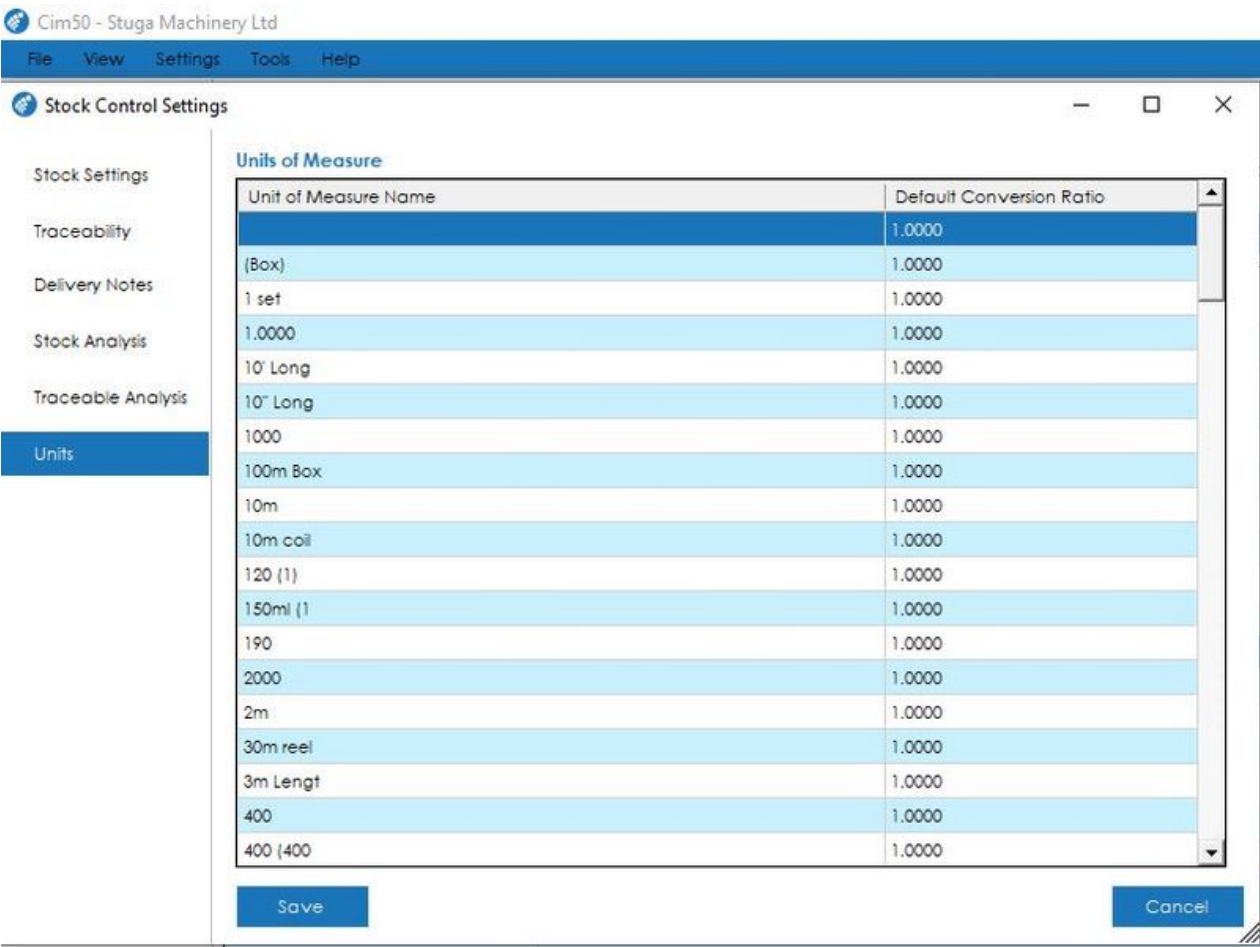 Cim50 - Stuga Machinery Ltd
File View Settings Tools Help
Stock Control Settings
Stock Settings
Traceability
Delivery Notes
Stock Analysis
Traceable Analysis
Units
Units of Measure
Unit of Measure Name Default Conversion Ratio
1.0000
(Box) 1.0000
1 set 1.0000
1.0000 1.0000
10' Long 1.0000
10" Long 1.0000
1000 1.0000
100m Box 1.0000
10m 1.0000
10m coil 1.0000
120 (1) 1.0000
150ml (1 1.0000
190 1.0000
2000 1.0000
2m 1.0000
30m reel 1.0000
3m Lengt 1.0000
400 1.0000
400 (400 1.0000
Save Cancel